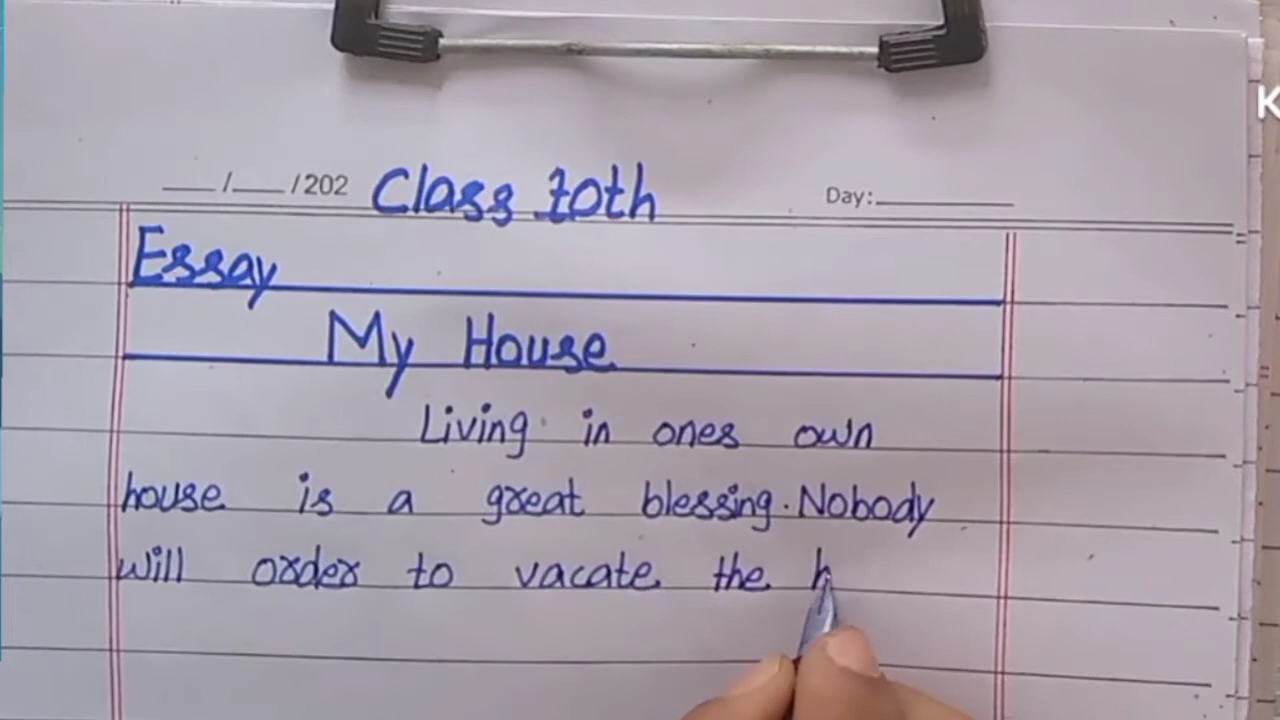 K
__/__/202 Class 10th Day:______
Essay
My House
Living in ones own
house is a great blessing. Nobody
will order to vacate the h